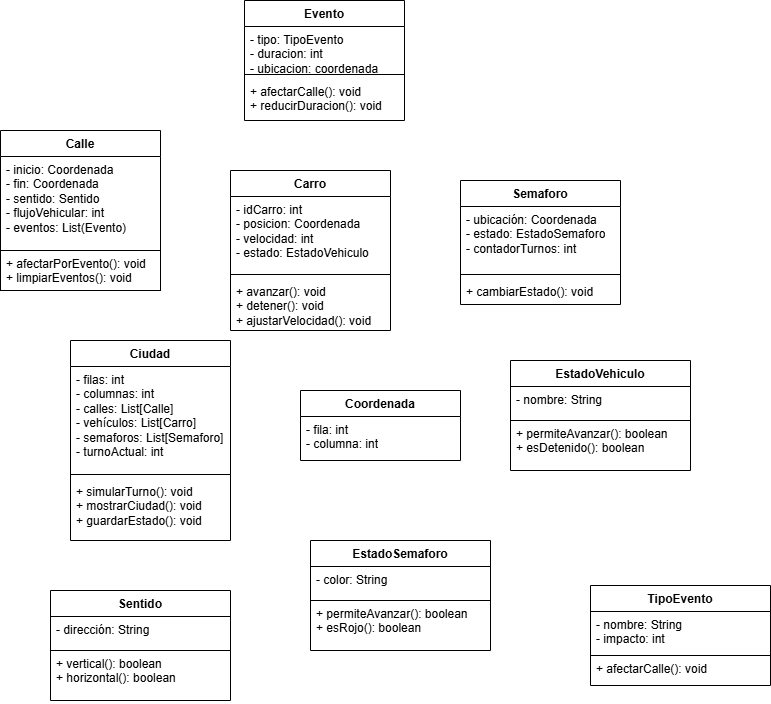 Evento
- tipo: TipoEvento
- duracion: int
- ubicacion: coordenada
+ afectarCalle(): void
+ reducirDuracion(): void
Calle
- inicio: Coordenada
- fin: Coordenada
- sentido: Sentido
- flujoVehicular: int
- eventos: List(Evento)
+ afectarPorEvento(): void
+ limpiarEventos(): void
Carro
- idCarro: int
- posicion: Coordenada
- velocidad: int
- estado: EstadoVehiculo
+ avanzar(): void
+ detener(): void
+ ajustarVelocidad(): void
Semaforo
- ubicación: Coordenada
- estado: EstadoSemaforo
- contadorTurnos: int
+ cambiarEstado(): void
Ciudad
- filas: int
- columnas: int
- calles: List[Calle]
- vehículos: List[Carro]
- semaforos: List[Semaforo]
- turnoActual: int
+ simularTurno(): void
+ mostrarCiudad(): void
+ guardarEstado(): void
Coordenada
- fila: int
- columna: int
EstadoVehiculo
- nombre: String
+ permiteAvanzar(): boolean
+ esDetenido(): boolean
EstadoSemaforo
- color: String
+ permiteAvanzar(): boolean
+ esRojo(): boolean
Sentido
- dirección: String
+ vertical(): boolean
+ horizontal(): boolean
TipoEvento
- nombre: String
- impacto: int
+ afectarCalle(): void